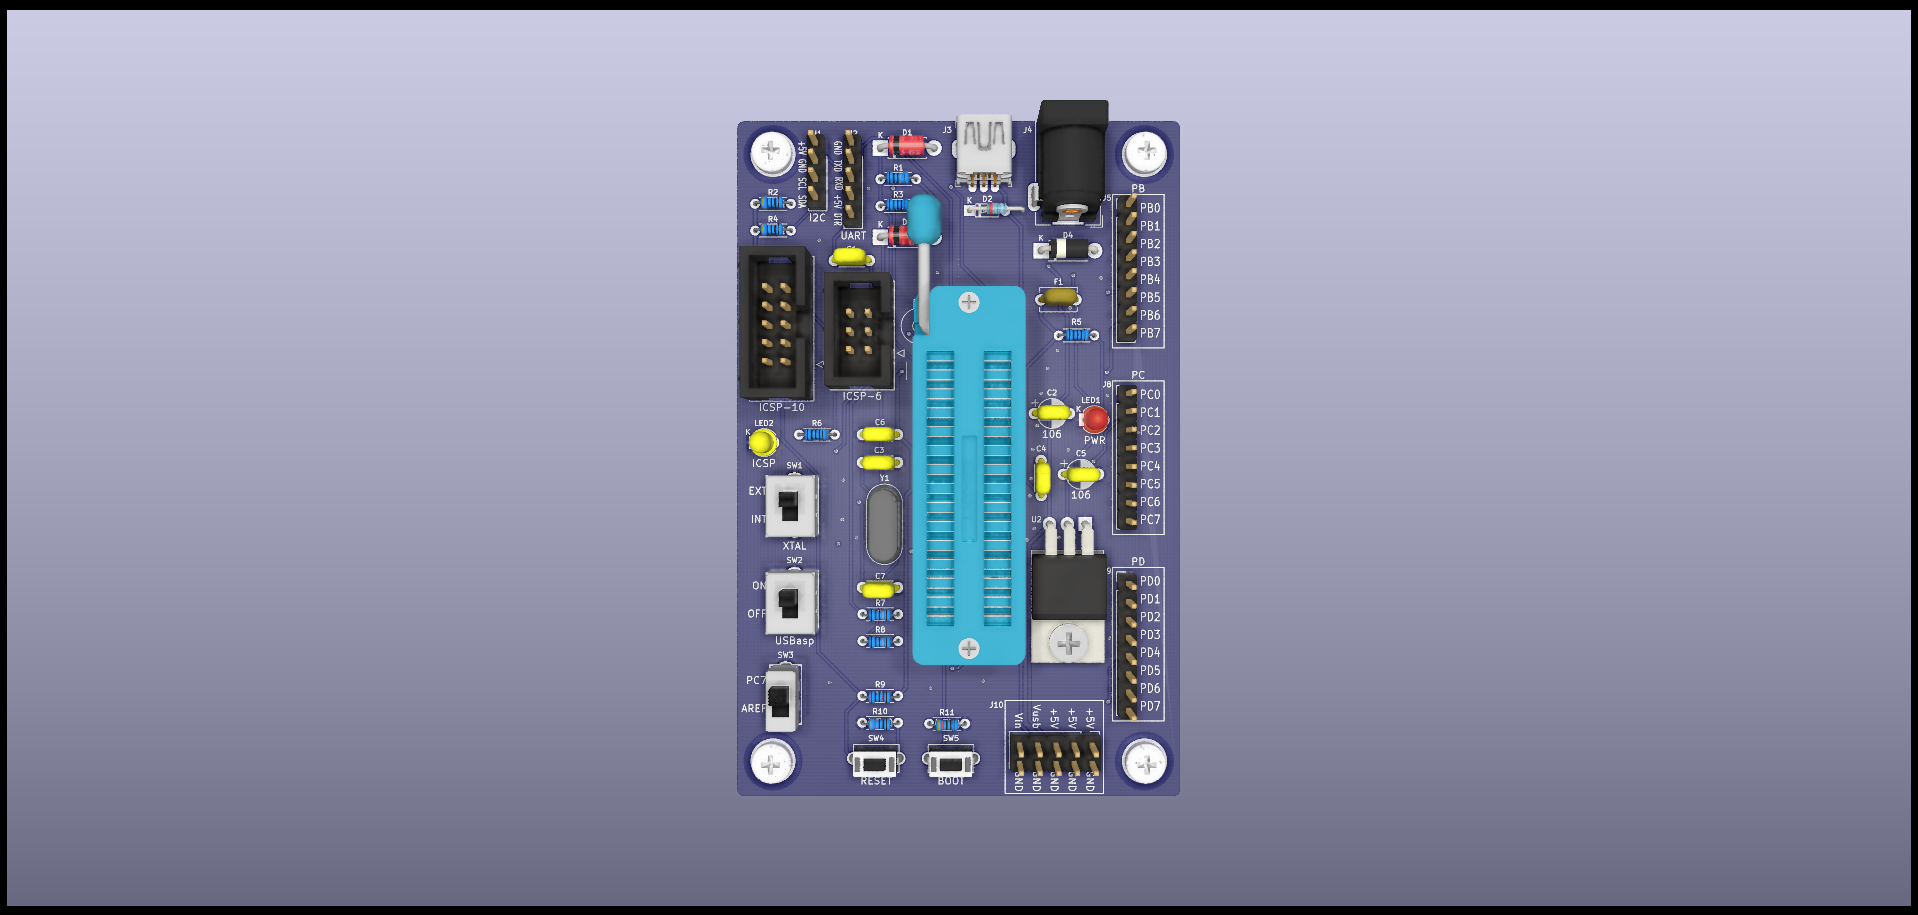 J3
J4
K
D1
+5V GND SCL SDA
GND TXD RXD +5V DTR
R1
R2
R3
R4
I2C
UART
K
K
D2
K
D4
F1
R5
PB
J5
PB0
PB1
PB2
PB3
PB4
PB5
PB6
PB7
ICSP-10
ICSP-6
PC
J8
PC0
PC1
PC2
PC3
PC4
PC5
PC6
PC7
C2
106
LED1
K
PWR
C4
C5
106
LED2
K
ICSP
R6
C6
C3
Y1
SW1
EXT
INT
XTAL
SW2
ON
OFF
USBasp
C7
R7
R8
U2
PD
PD0
PD1
PD2
PD3
PD4
PD5
PD6
PD7
SW3
PC7
AREF
R9
R10
R11
SW4
RESET
SW5
BOOT
J10
Vin Vusb +5V +5V +5V
GND GND GND GND GND